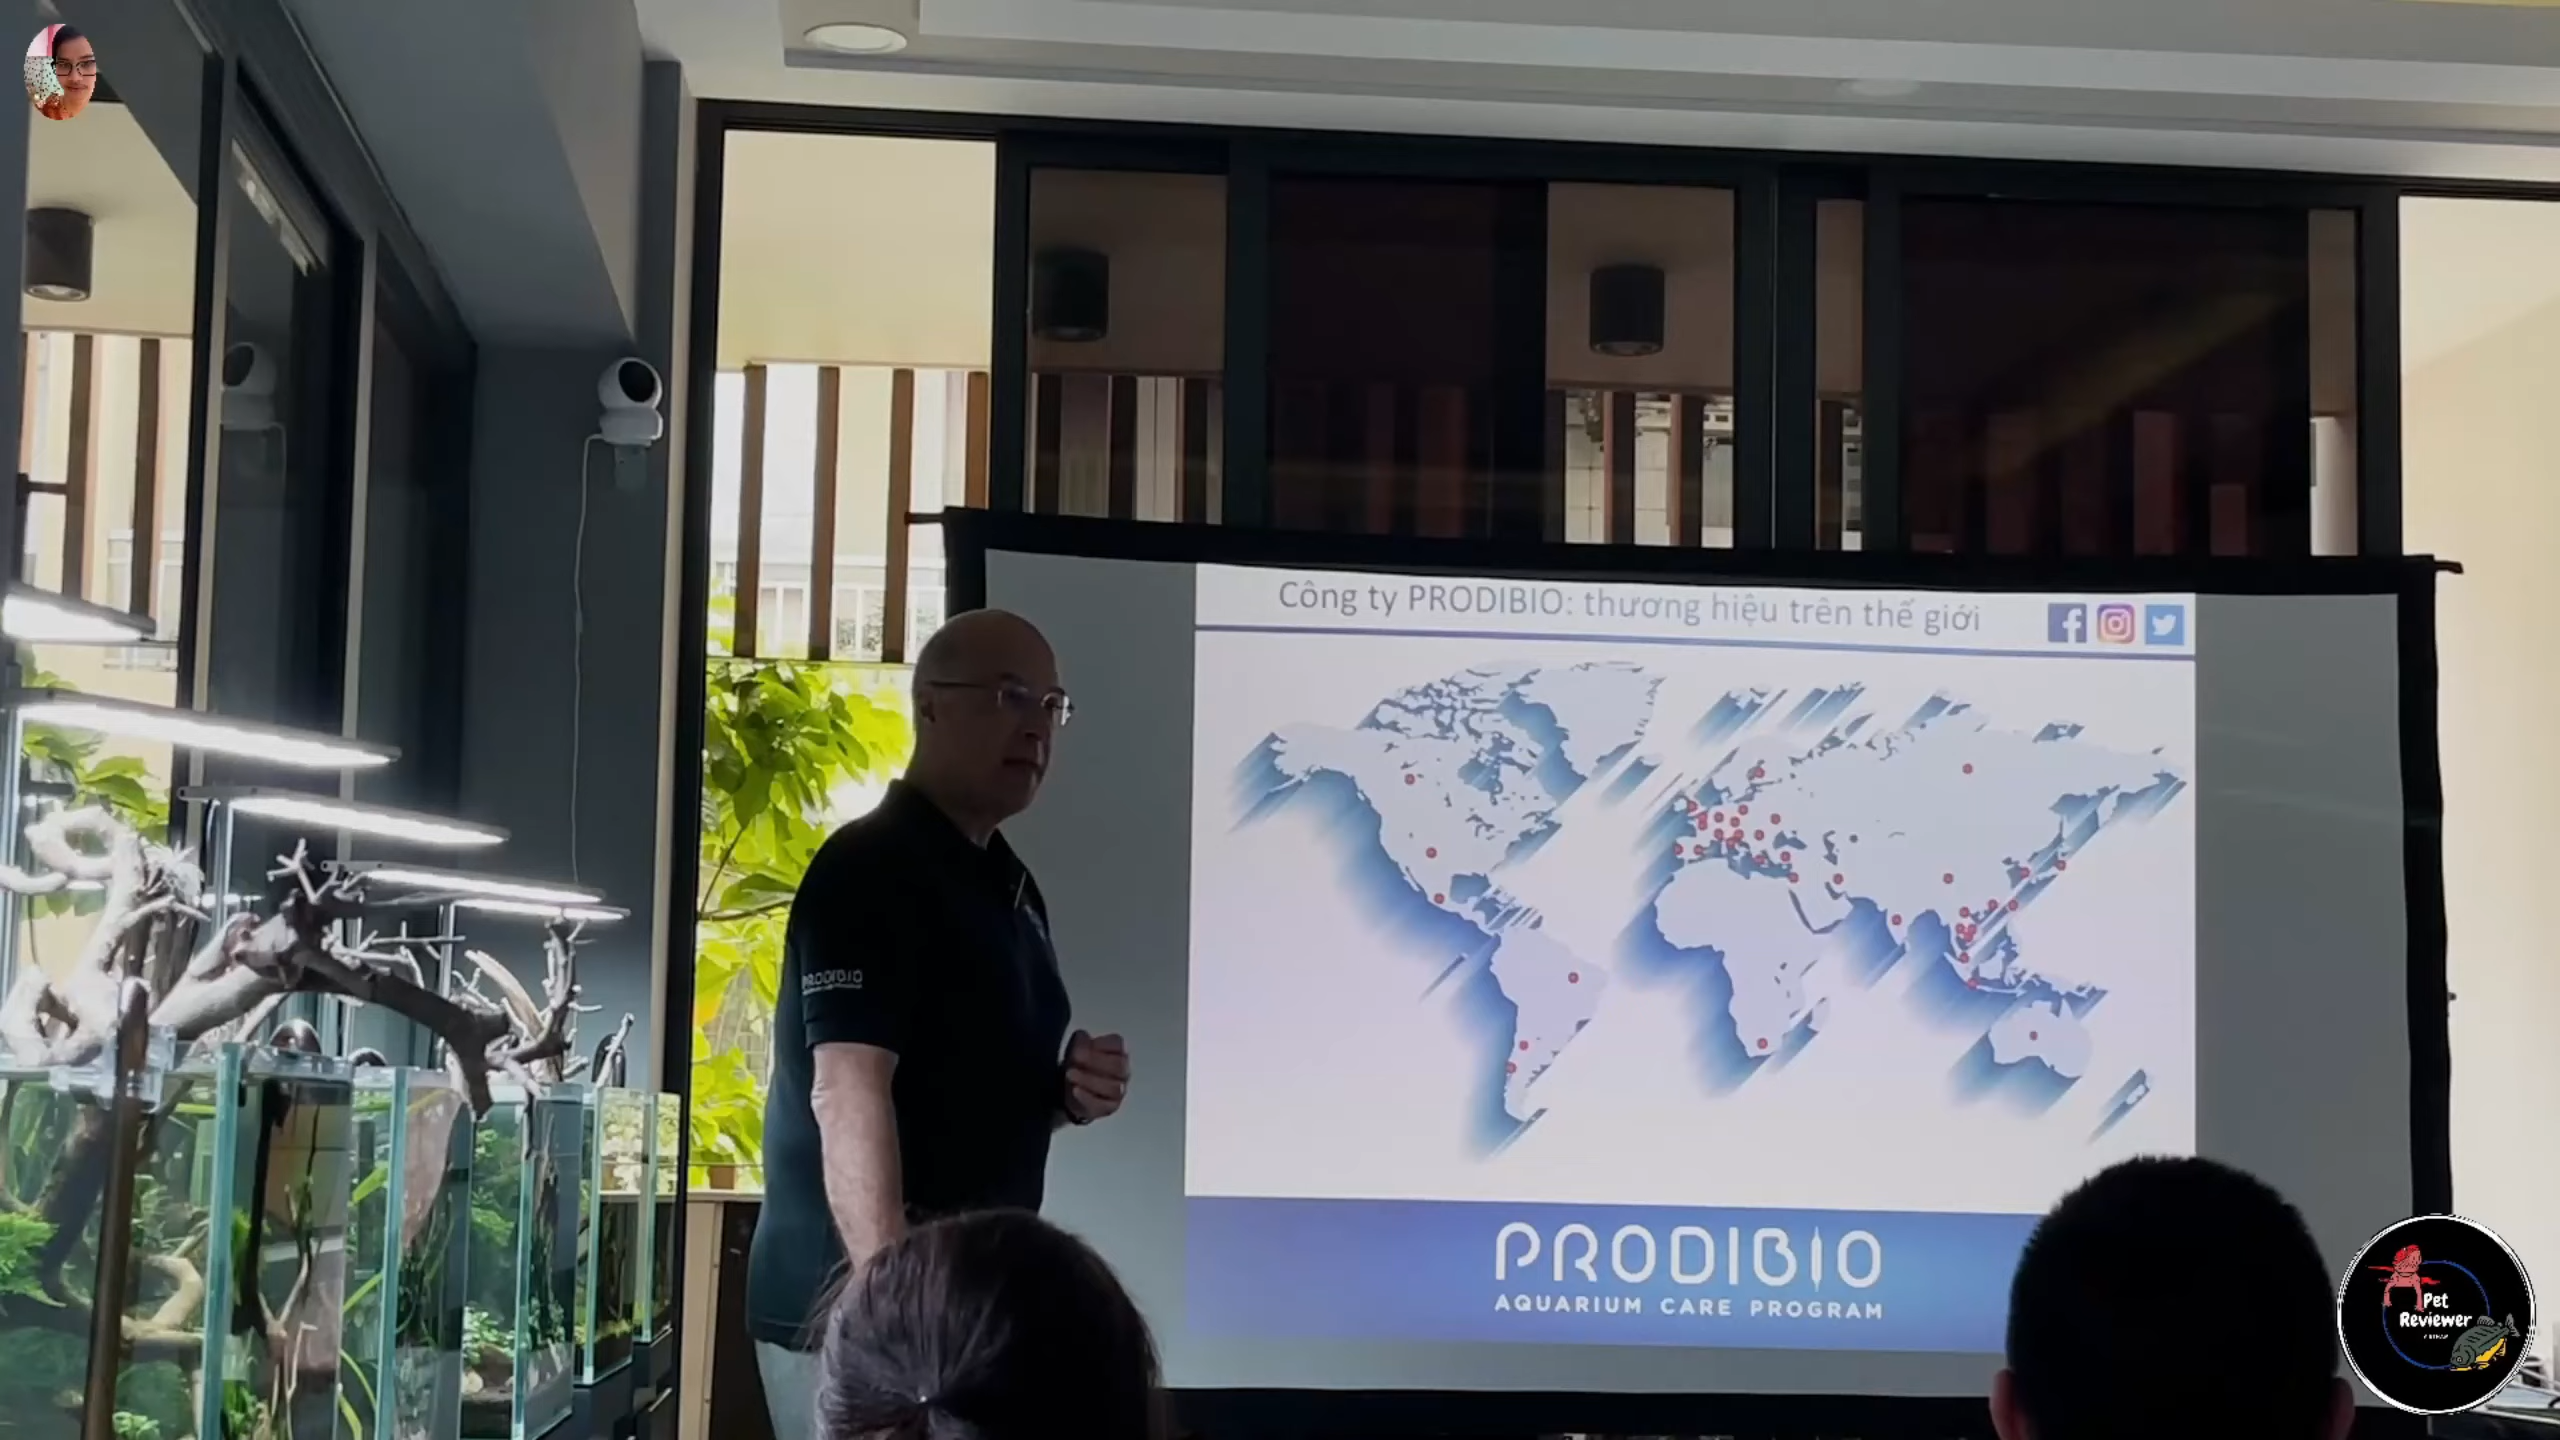 Công ty PRODIBIO: thương hiệu trên thế giới
PRODIBIO
PRODIBIO
AQUARIUM CARE PROGRAM
Pet
Reviewer